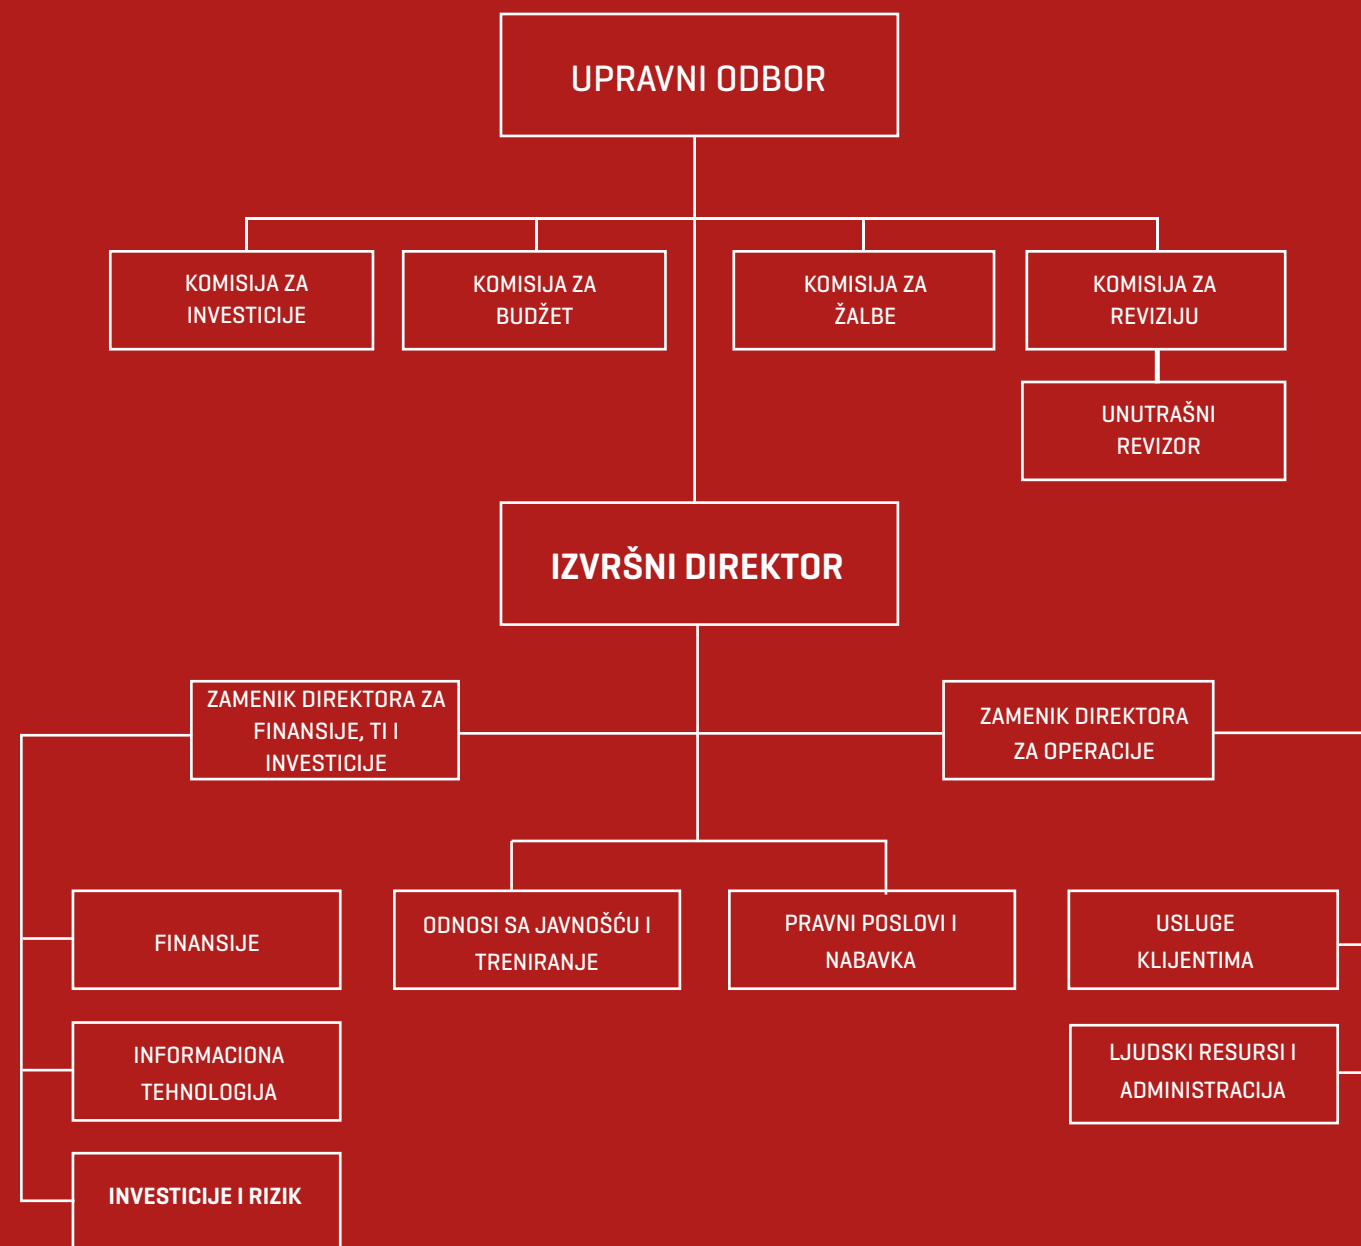 UPRAVNI ODBOR
KOMISIJA ZA
INVESTICIJE
KOMISIJA ZA
BUDŽET
KOMISIJA ZA
ŽALBE
KOMISIJA ZA
REVIZIJU
UNUTRAŠNI
REVIZOR
IZVRŠNI DIREKTOR
ZAMENIK DIREKTORA ZA
FINANSIJE, TI I
INVESTICIJE
ZAMENIK DIREKTORA
ZA OPERACIJE
FINANSIJE
ODNOSI SA JAVNOŠĆU I
TRENIRANJE
PRAVNI POSLOVI I
NABAVKA
USLUGE
KLIJENTIMA
INFORMACIONA
TEHNOLOGIJA
LJUDSKI RESURSI I
ADMINISTRACIJA
INVESTICIJE I RIZIK